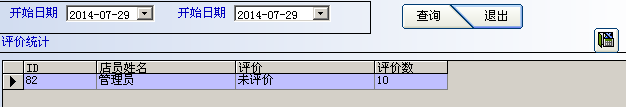 开始日期 2014-07-29 开始日期 2014-07-29 查询 退出
评价统计
ID 店员姓名 评价 评价数
82 管理员 未评价 10